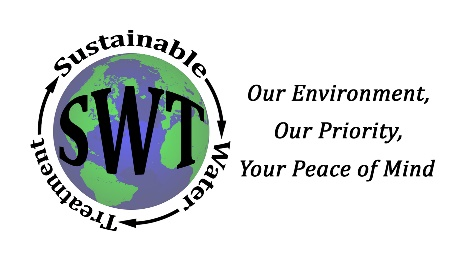 Sustainable
Water
Treatment
SWT
Our Environment,
Our Priority,
Your Peace of Mind